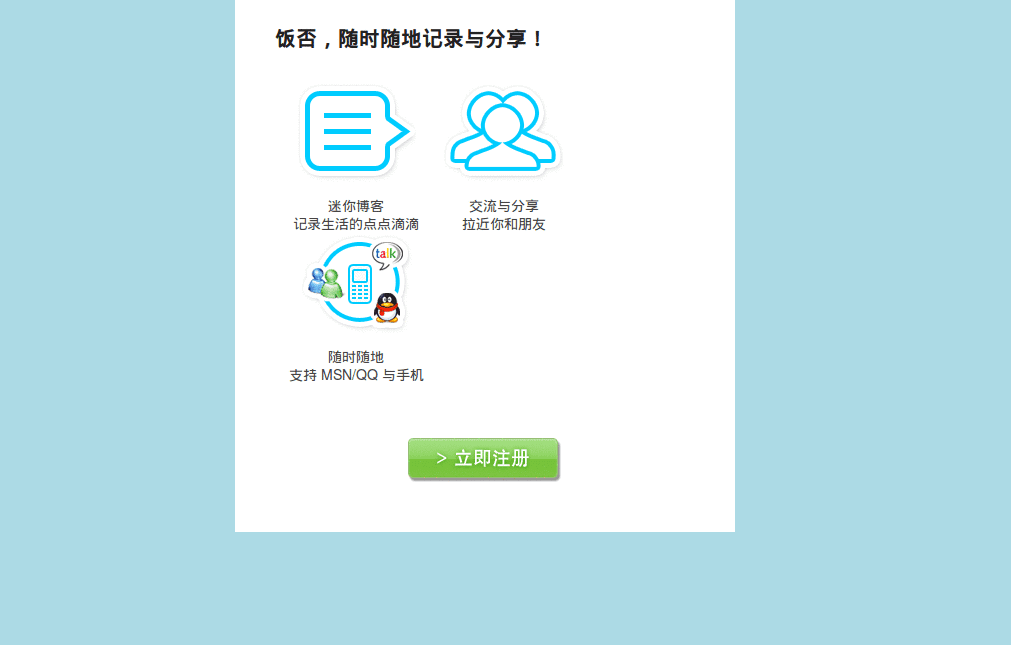 饭否，随时随地记录与分享！
迷你博客
记录生活的点点滴滴
交流与分享
拉近你和朋友
talk
随时随地
支持 MSN/QQ 与手机
> 立即注册